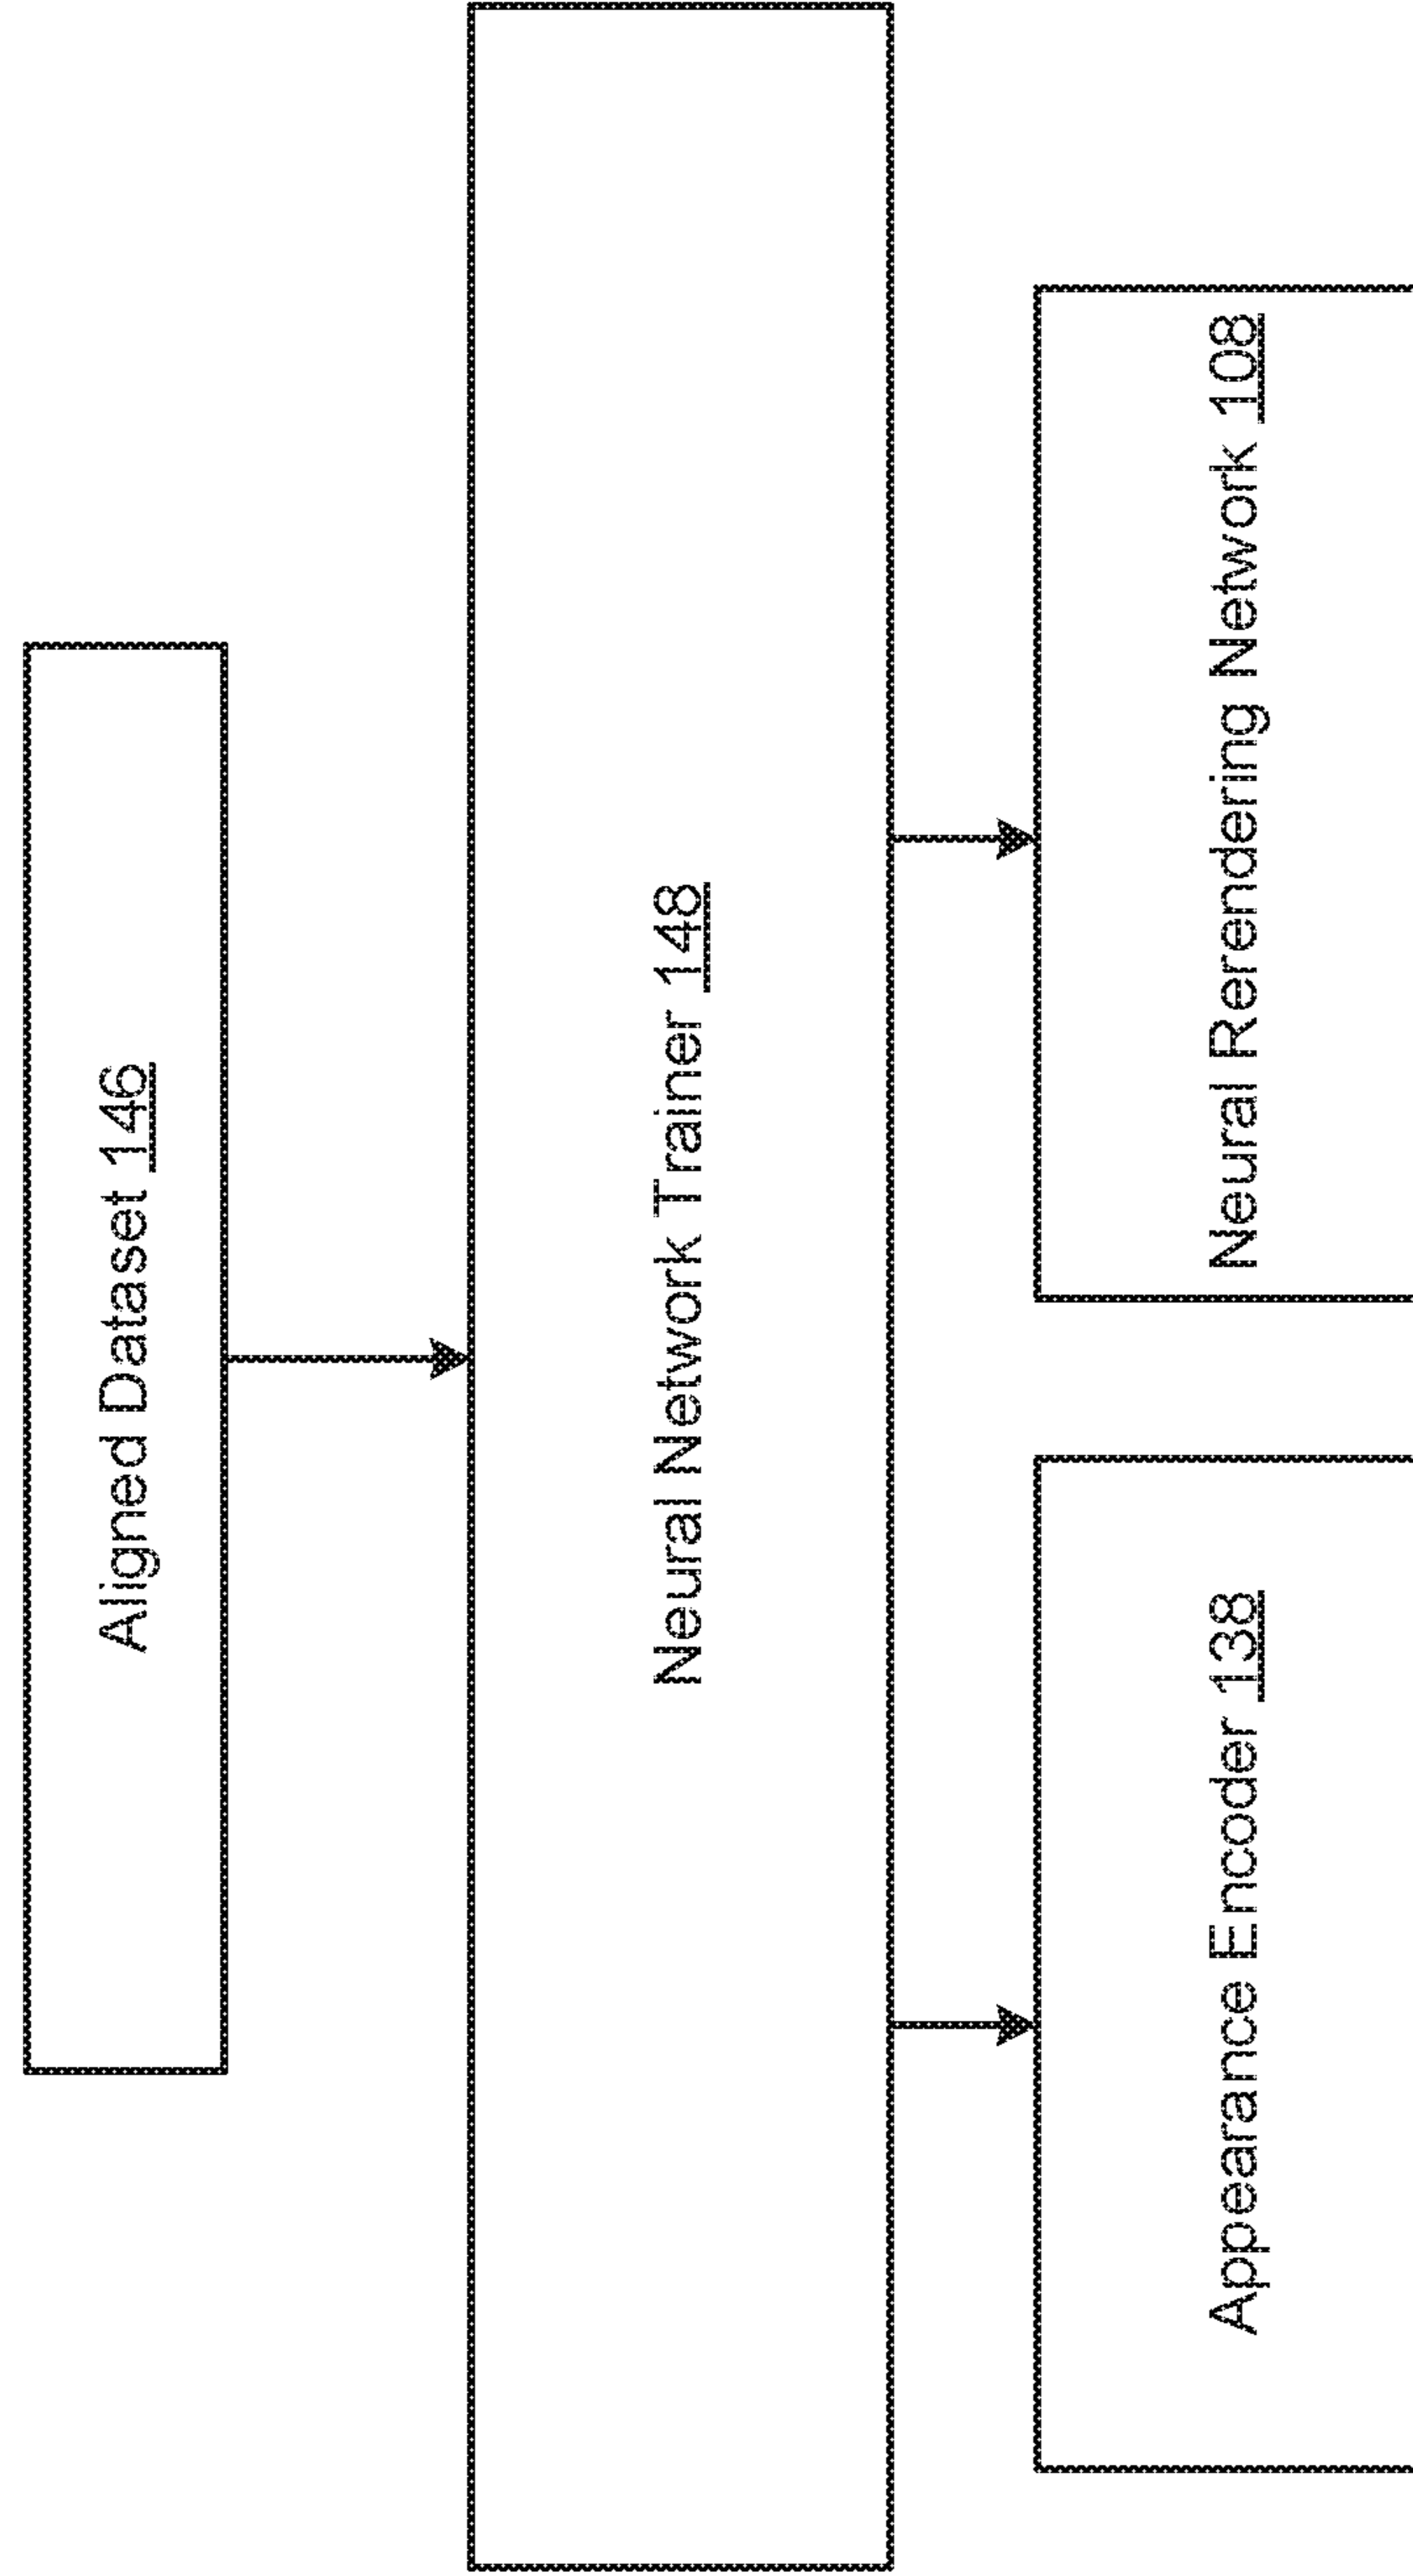 Aligned Dataset 146
Neural Network Trainer 148
Appearance Encoder 138
Neural Rerendering Network 108